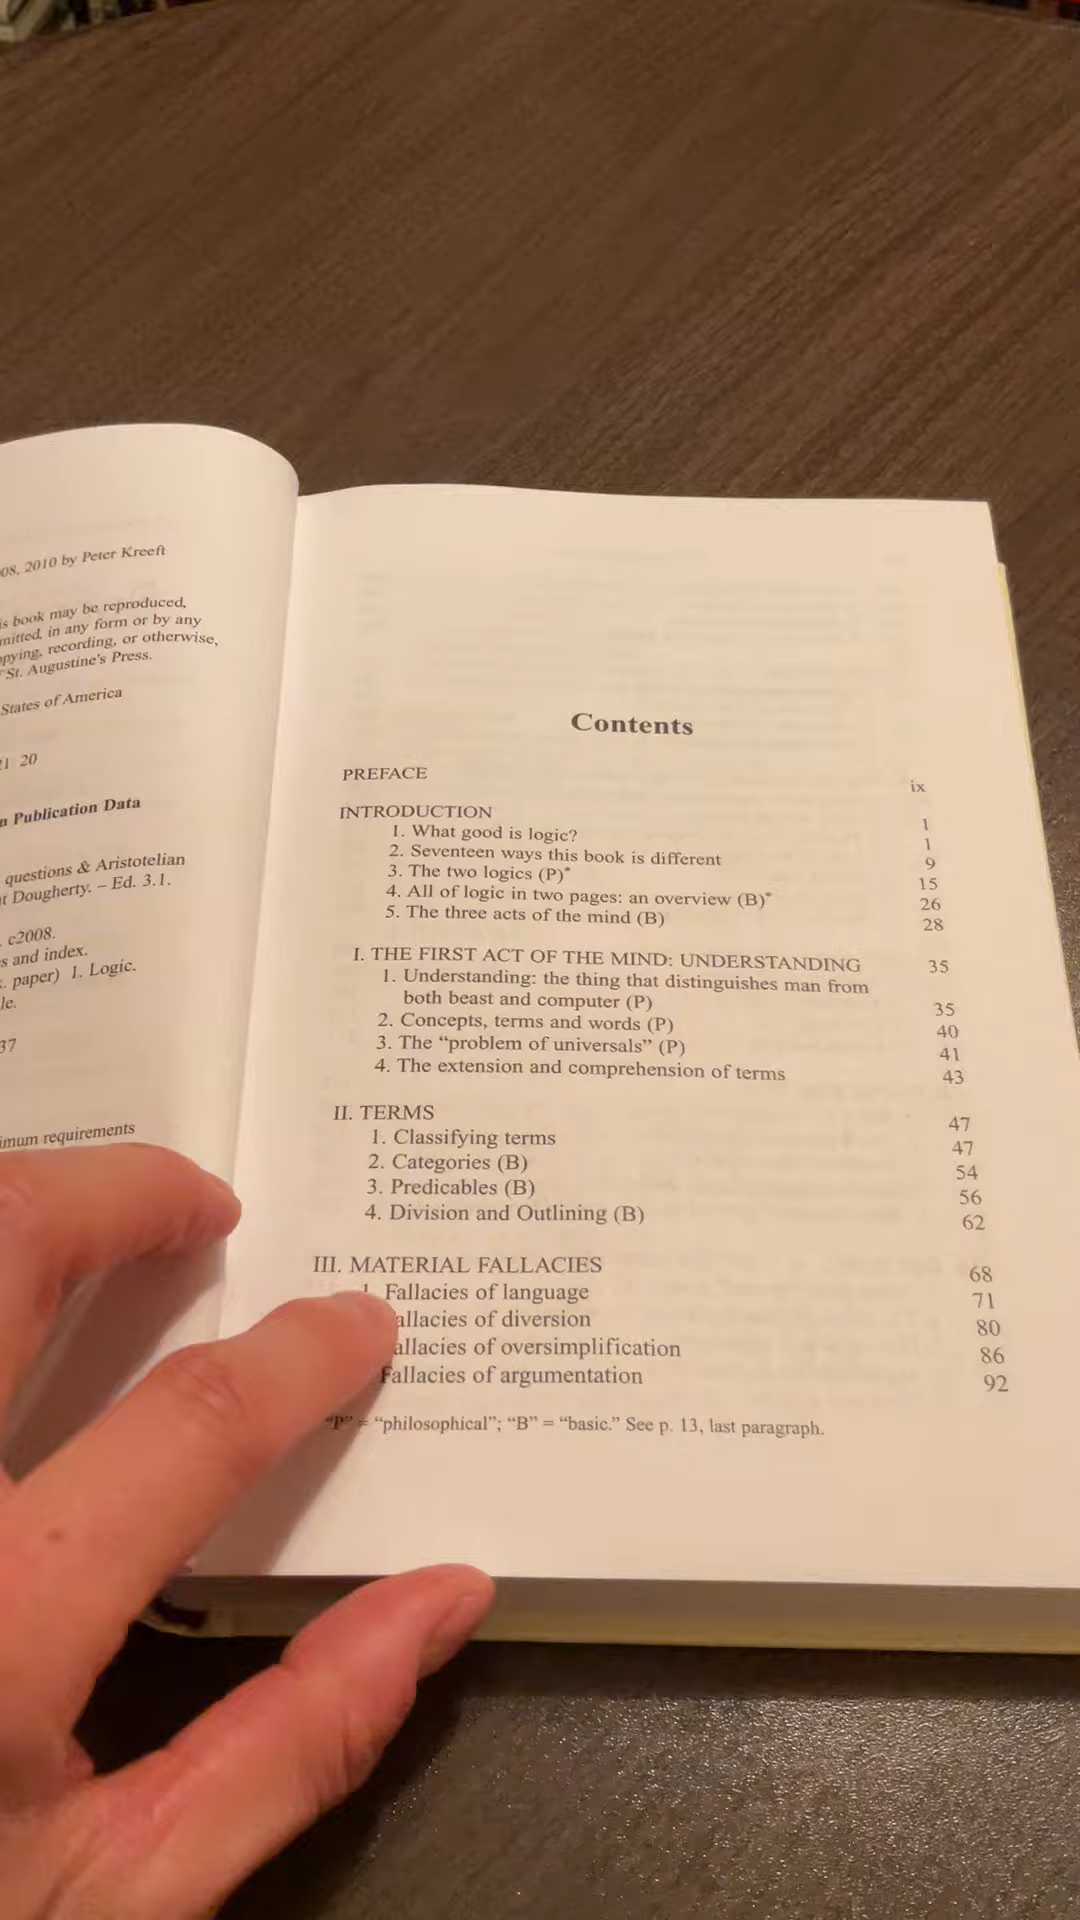 08, 2010 by Peter Kreeft
is book may be reproduced,
mitted, in any form or by any
opying, recording, or otherwise,
St. Augustine's Press.
States of America
21 20
n Publication Data
questions & Aristotelian
nt Dougherty. – Ed. 3.1.
, c2008.
s and index.
. paper) 1. Logic.
le.
37
imum requirements
Contents
PREFACE ix
INTRODUCTION 1
1. What good is logic? 1
2. Seventeen ways this book is different 9
3. The two logics (P)* 15
4. All of logic in two pages: an overview (B)* 26
5. The three acts of the mind (B) 28
I. THE FIRST ACT OF THE MIND: UNDERSTANDING 35
1. Understanding: the thing that distinguishes man from
both beast and computer (P) 35
2. Concepts, terms and words (P) 40
3. The “problem of universals” (P) 41
4. The extension and comprehension of terms 43
II. TERMS 47
1. Classifying terms 47
2. Categories (B) 54
3. Predicables (B) 56
4. Division and Outlining (B) 62
III. MATERIAL FALLACIES 68
1. Fallacies of language 71
allacies of diversion 80
allacies of oversimplification 86
Fallacies of argumentation 92
“P” = “philosophical”; “B” = “basic.” See p. 13, last paragraph.